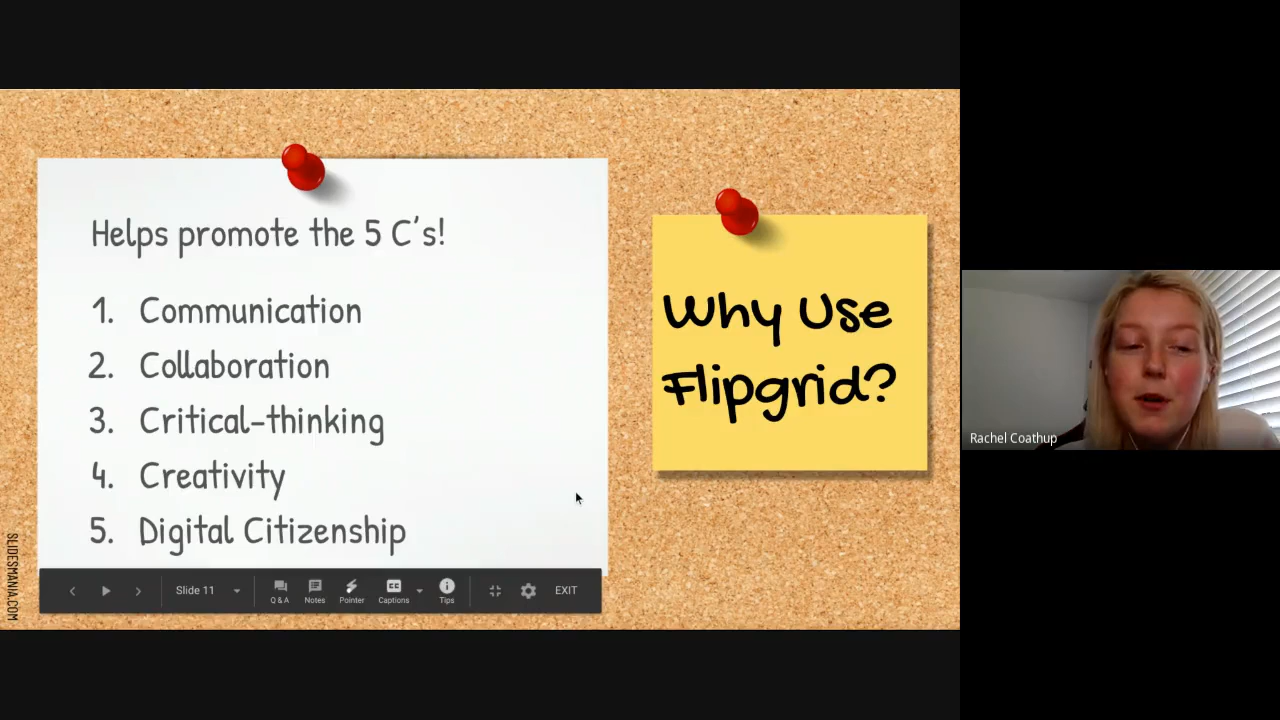 Helps promote the 5 C's!
1. Communication
2. Collaboration
3. Critical-thinking
4. Creativity
5. Digital Citizenship
Why Use
Flipgrid?
Rachel Coathup
SLIDESMANIA.COM
Slide 11
Q & A
Notes
Pointer
Captions
Tips
EXIT